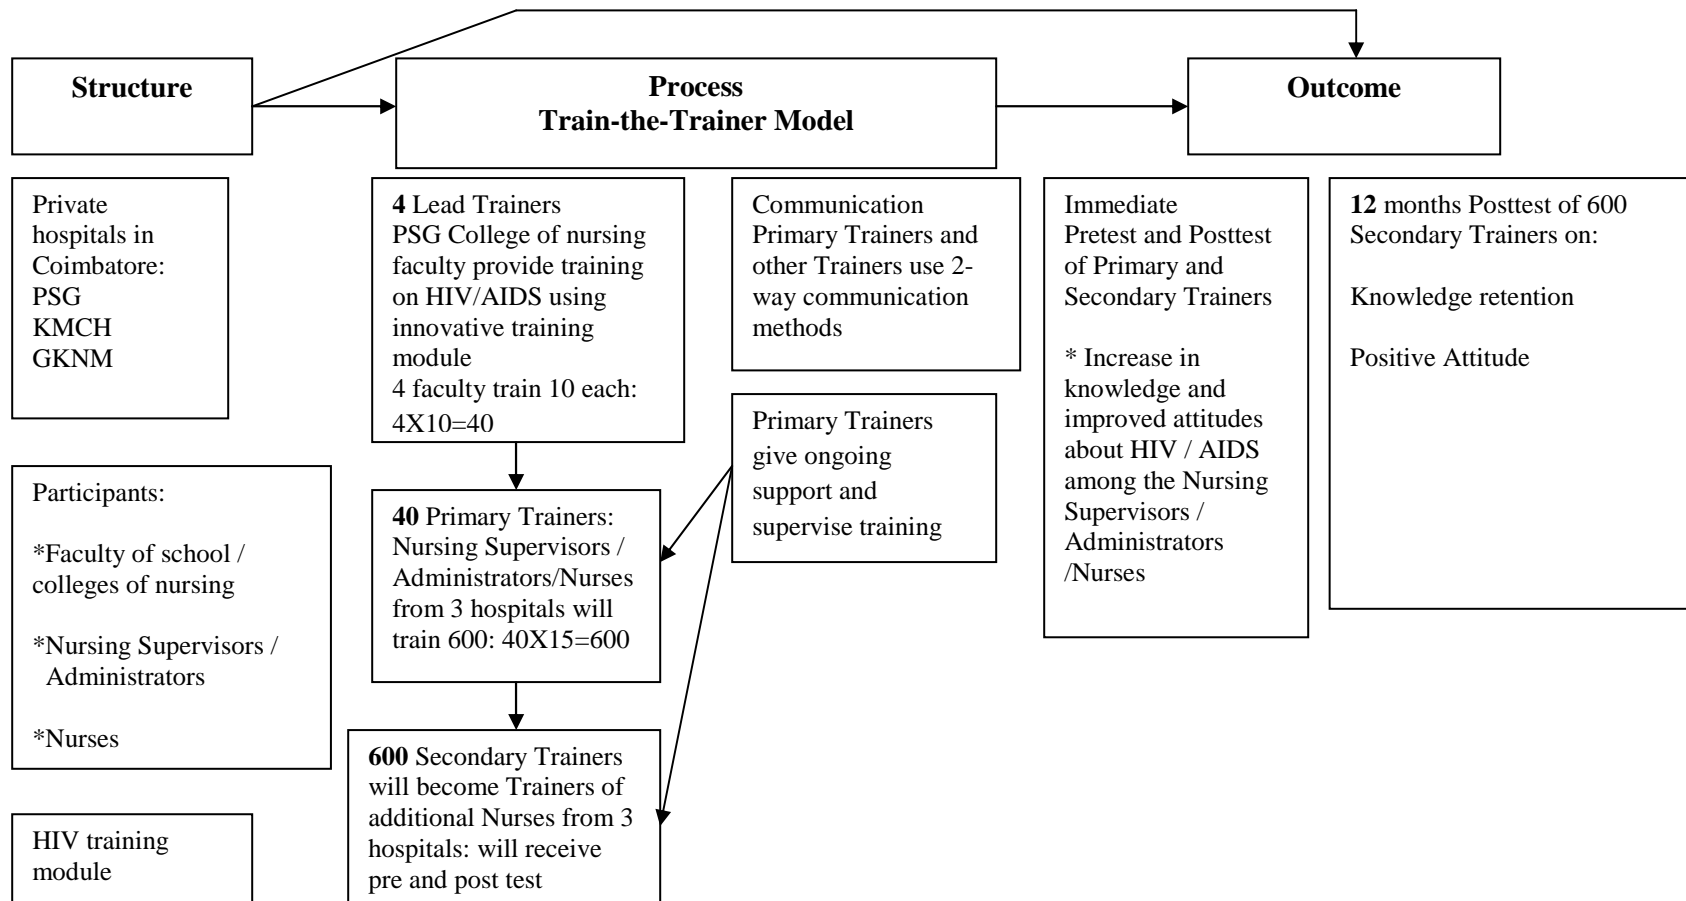 Structure
Process
Train-the-Trainer Model
Outcome
Private
hospitals in
Coimbatore:
PSG
KMCH
GKNM
Participants:
*Faculty of school /
colleges of nursing
*Nursing Supervisors /
Administrators
*Nurses
HIV training
module
4 Lead Trainers
PSG College of nursing
faculty provide training
on HIV/AIDS using
innovative training
module
4 faculty train 10 each:
4X10=40
40 Primary Trainers:
Nursing Supervisors /
Administrators/Nurses
from 3 hospitals will
train 600: 40X15=600
600 Secondary Trainers
will become Trainers of
additional Nurses from 3
hospitals: will receive
pre and post test
Communication
Primary Trainers and
other Trainers use 2-
way communication
methods
Primary Trainers
give ongoing
support and
supervise training
Immediate
Pretest and Posttest
of Primary and
Secondary Trainers
* Increase in
knowledge and
improved attitudes
about HIV / AIDS
among the Nursing
Supervisors /
Administrators
/Nurses
12 months Posttest of 600
Secondary Trainers on:
Knowledge retention
Positive Attitude